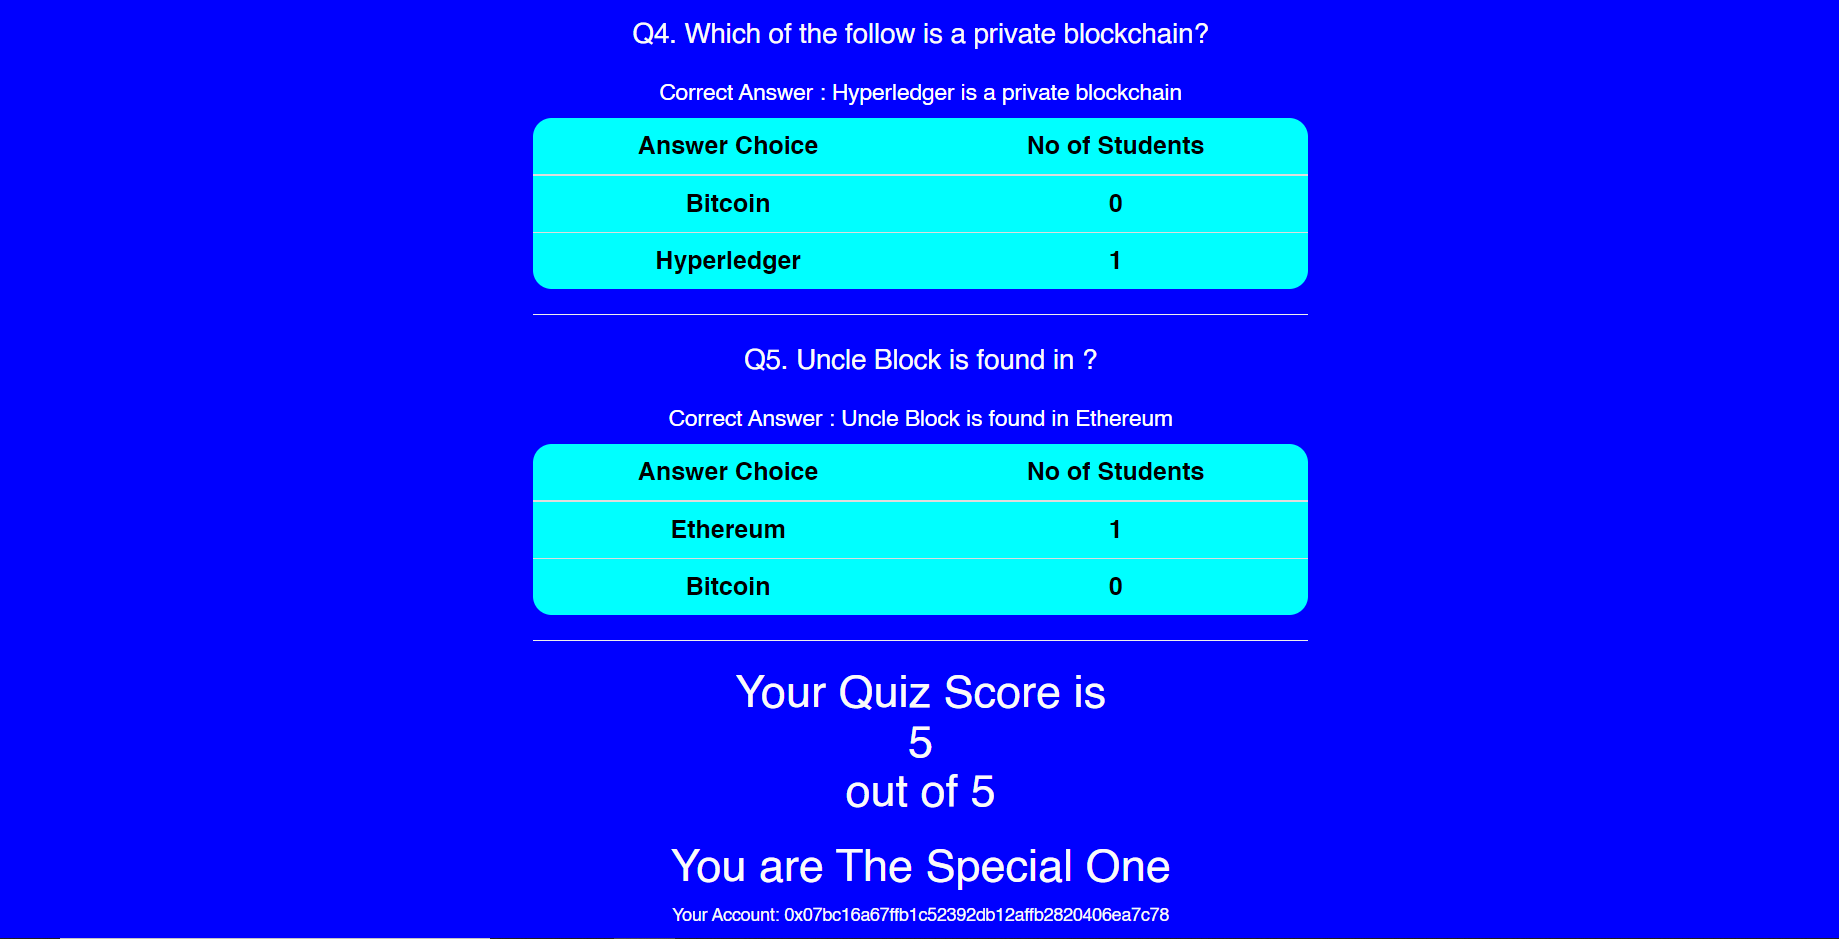 Q4. Which of the follow is a private blockchain?
Correct Answer : Hyperledger is a private blockchain
Answer Choice No of Students
Bitcoin 0
Hyperledger 1
Q5. Uncle Block is found in ?
Correct Answer : Uncle Block is found in Ethereum
Answer Choice No of Students
Ethereum 1
Bitcoin 0
Your Quiz Score is
5
out of 5
You are The Special One
Your Account: 0x07bc16a67ffb1c52392db12affb2820406ea7c78